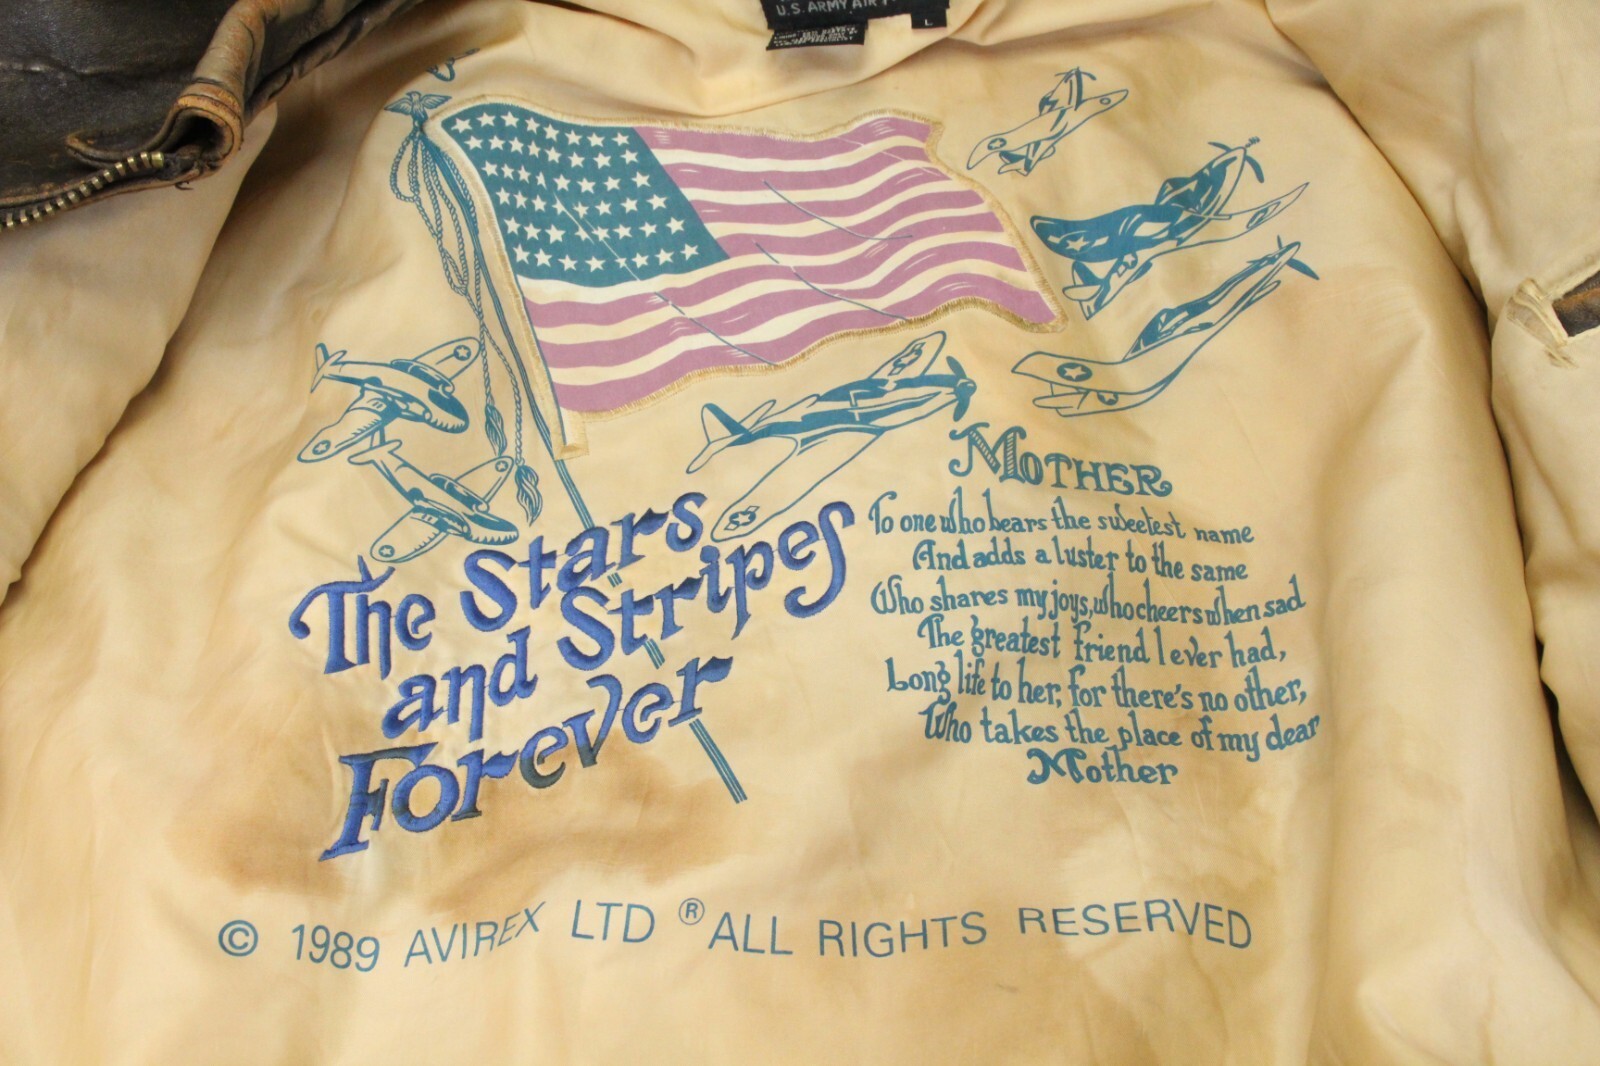 U.S. ARMY AIR
L
The Stars
and Stripes
Forever
MOTHER
To one who bears the sweetest name
And adds a luster to the same
Who shares my joys, who cheers when sad
The greatest friend I ever had,
Long life to her, for there's no other,
Who takes the place of my dear
Mother
© 1989 AVIREX LTD ® ALL RIGHTS RESERVED